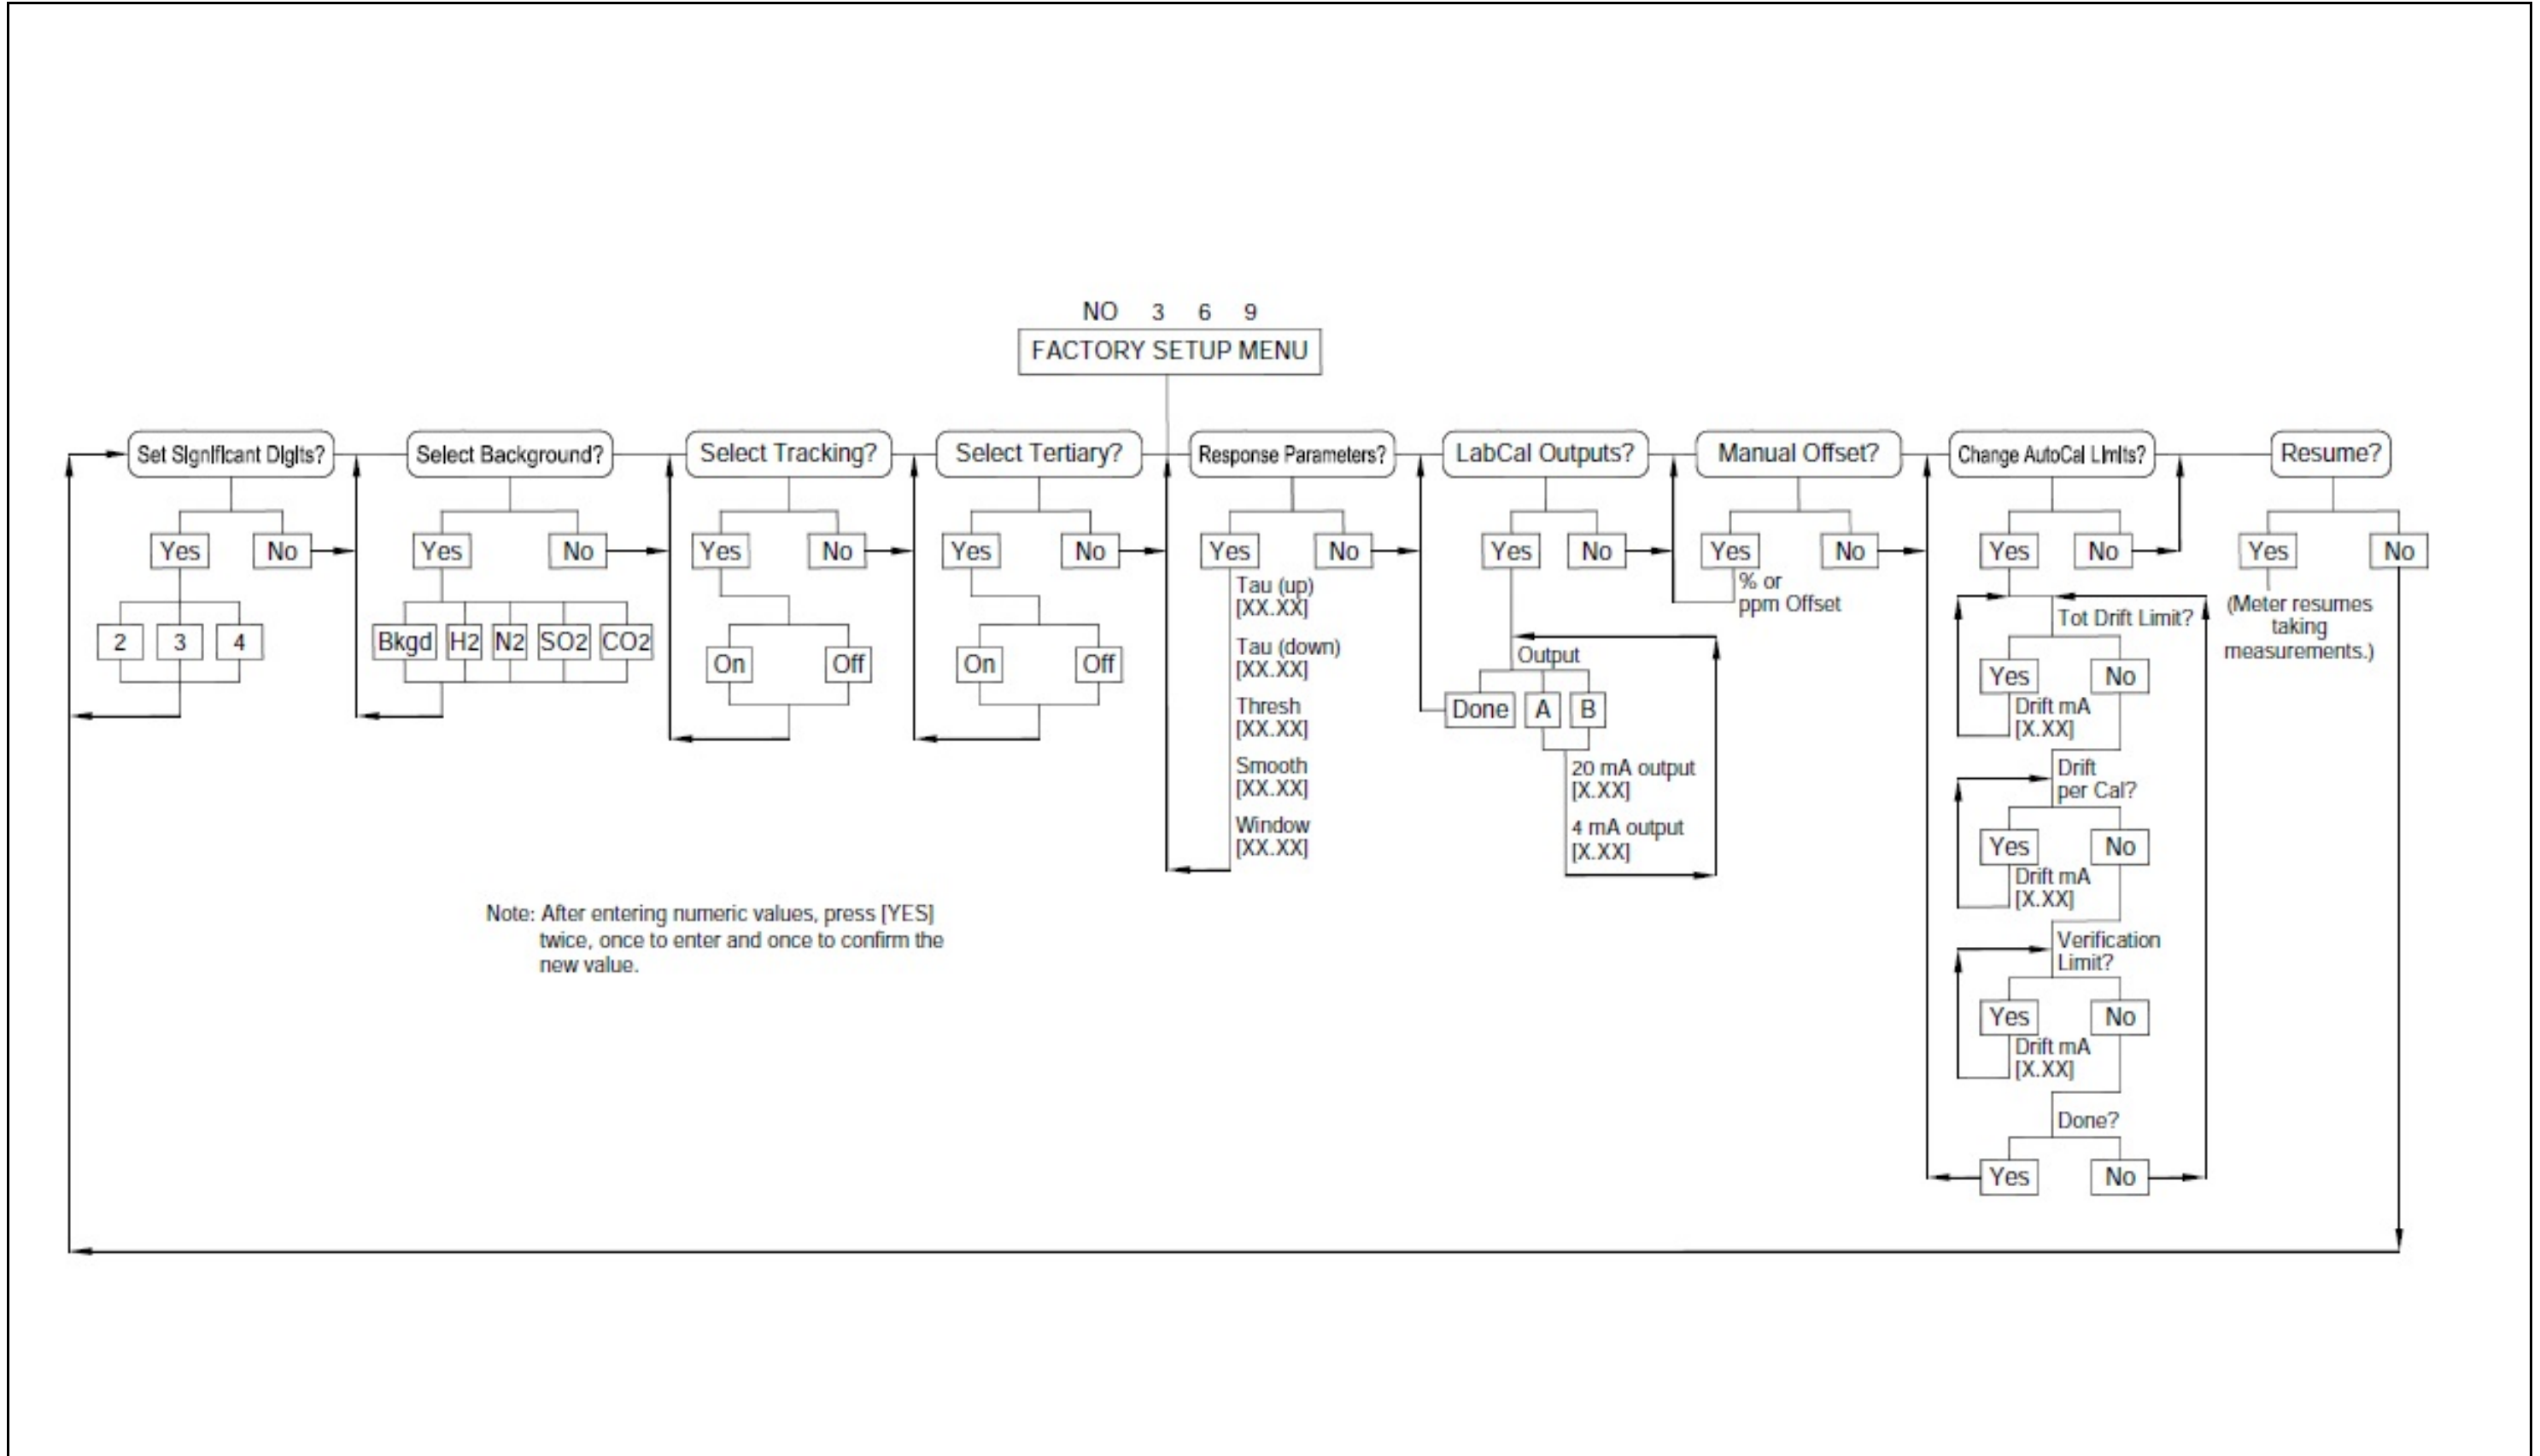 NO 3 6 9
FACTORY SETUP MENU
Set Significant Digits?
Yes
No
2
3
4
Select Background?
Yes
No
Bkgd
H2
N2
SO2
CO2
Select Tracking?
Yes
No
On
Off
Select Tertiary?
Yes
No
On
Off
Response Parameters?
Yes
No
Tau (up)
[XX.XX]
Tau (down)
[XX.XX]
Thresh
[XX.XX]
Smooth
[XX.XX]
Window
[XX.XX]
LabCal Outputs?
Yes
No
Output
Done
A
B
20 mA output
[X.XX]
4 mA output
[X.XX]
Manual Offset?
Yes
No
% or
ppm Offset
Change AutoCal Limits?
Yes
No
Tot Drift Limit?
Yes
No
Drift mA
[X.XX]
Drift
per Cal?
Yes
No
Drift mA
[X.XX]
Verification
Limit?
Yes
No
Drift mA
[X.XX]
Done?
Yes
No
Resume?
Yes
No
(Meter resumes
taking
measurements.)
Note: After entering numeric values, press [YES]
twice, once to enter and once to confirm the
new value.